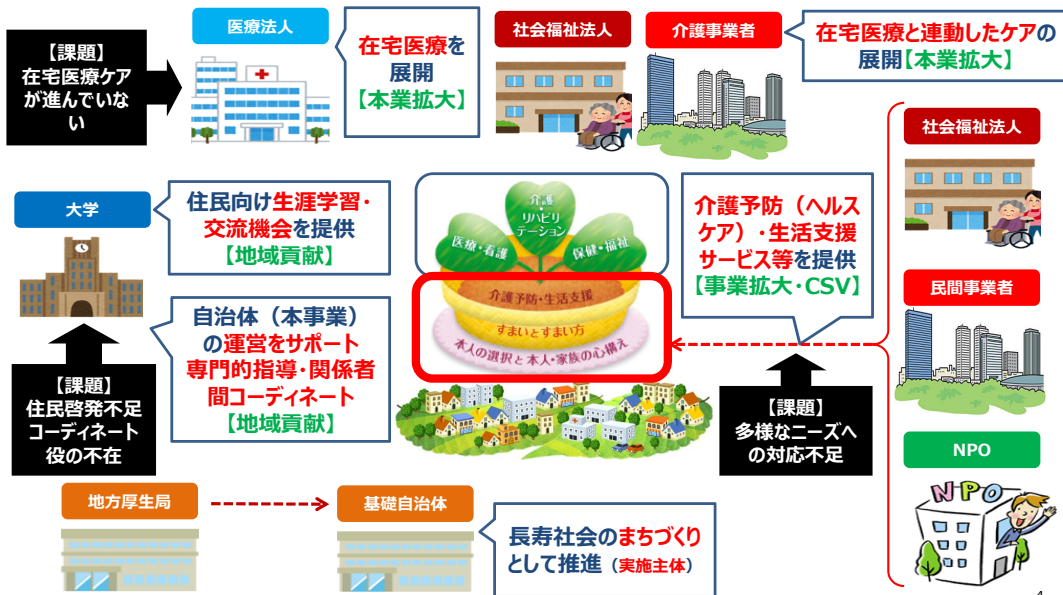 【課題】
在宅医療ケア
が進んでいな
い
医療法人
在宅医療を
展開
【本業拡大】
社会福祉法人
介護事業者
在宅医療と連動したケアの
展開【本業拡大】
大学
住民向け生涯学習・
交流機会を提供
【地域貢献】
介護
・
リハビリ
テーション
医療・看護
保健・福祉
介護予防・生活支援
すまいとすまい方
本人の選択と本人・家族の心構え
介護予防（ヘルス
ケア）・生活支援
サービス等を提供
【事業拡大・CSV】
社会福祉法人
民間事業者
自治体（本事業）
の運営をサポート
専門的指導・関係者
間コーディネート
【地域貢献】
【課題】
住民啓発不足
コーディネート
役の不在
【課題】
多様なニーズへ
の対応不足
NPO
NPO
地方厚生局
基礎自治体
長寿社会のまちづくり
として推進（実施主体）
4